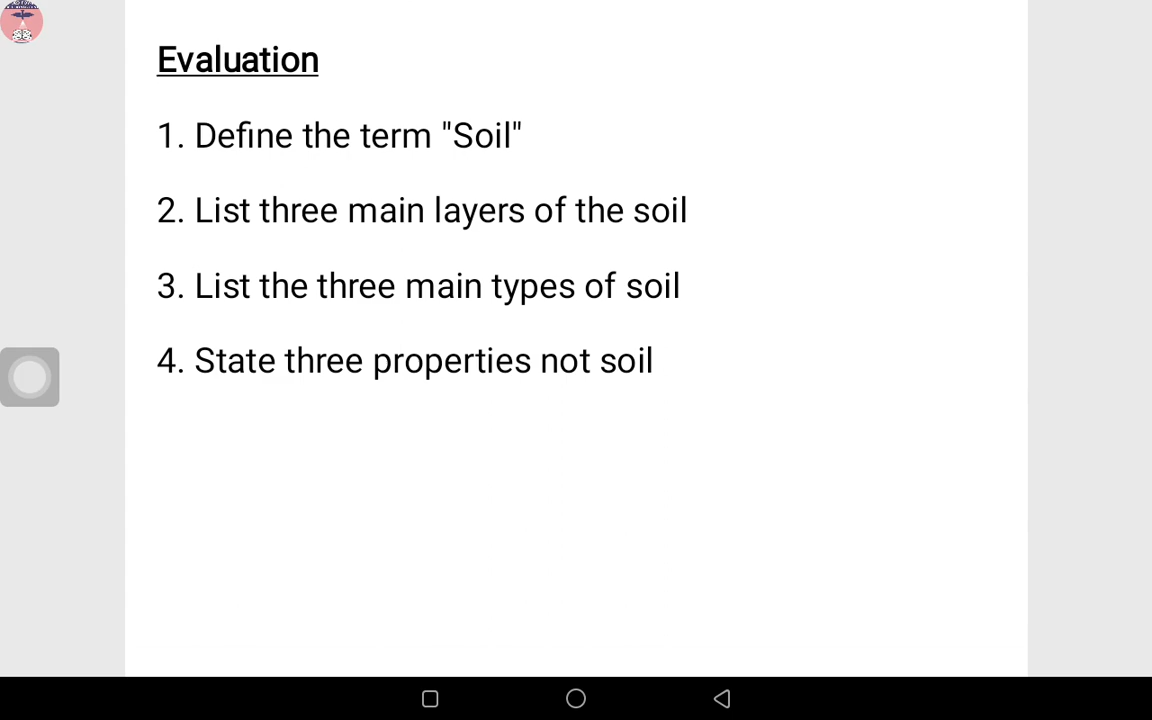 Evaluation
1. Define the term "Soil"
2. List three main layers of the soil
3. List the three main types of soil
4. State three properties not soil